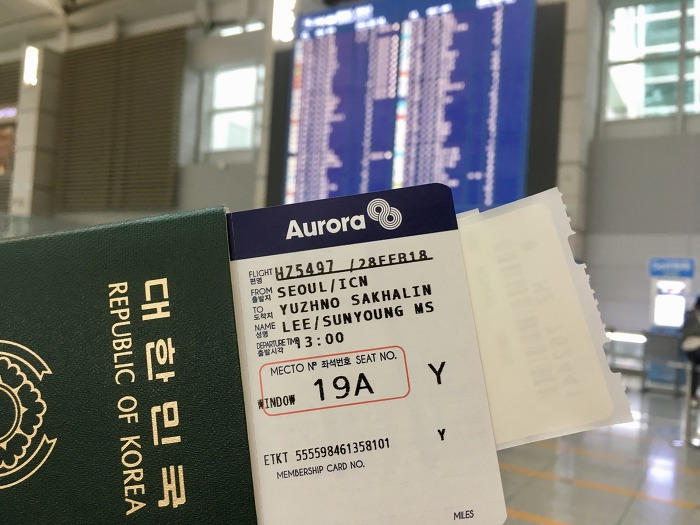 대한민국
REPUBLIC OF KOREA
Aurora
FLIGHT 편명 HZ5497 /28FEB18
FROM 출발지 SEOUL/ICN
TO 도착지 YUZHNO SAKHALIN
NAME 성명 LEE/SUNYOUNG MS
DEPARTURE TIME 출발시각 13:00
МЕСТО № 좌석번호 SEAT NO.
WINDOW 19A Y
ETKT 555598461358101 Y
MEMBERSHIP CARD NO.
MILES